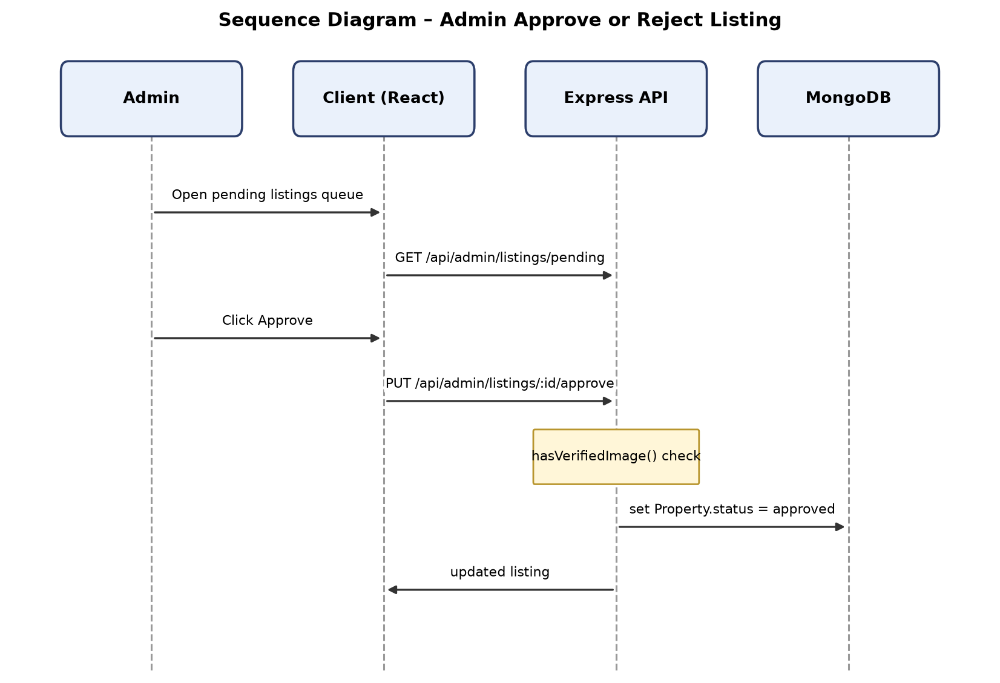 Sequence Diagram – Admin Approve or Reject Listing
Admin
Client (React)
Express API
MongoDB
Open pending listings queue
GET /api/admin/listings/pending
Click Approve
PUT /api/admin/listings/:id/approve
hasVerifiedImage() check
set Property.status = approved
updated listing